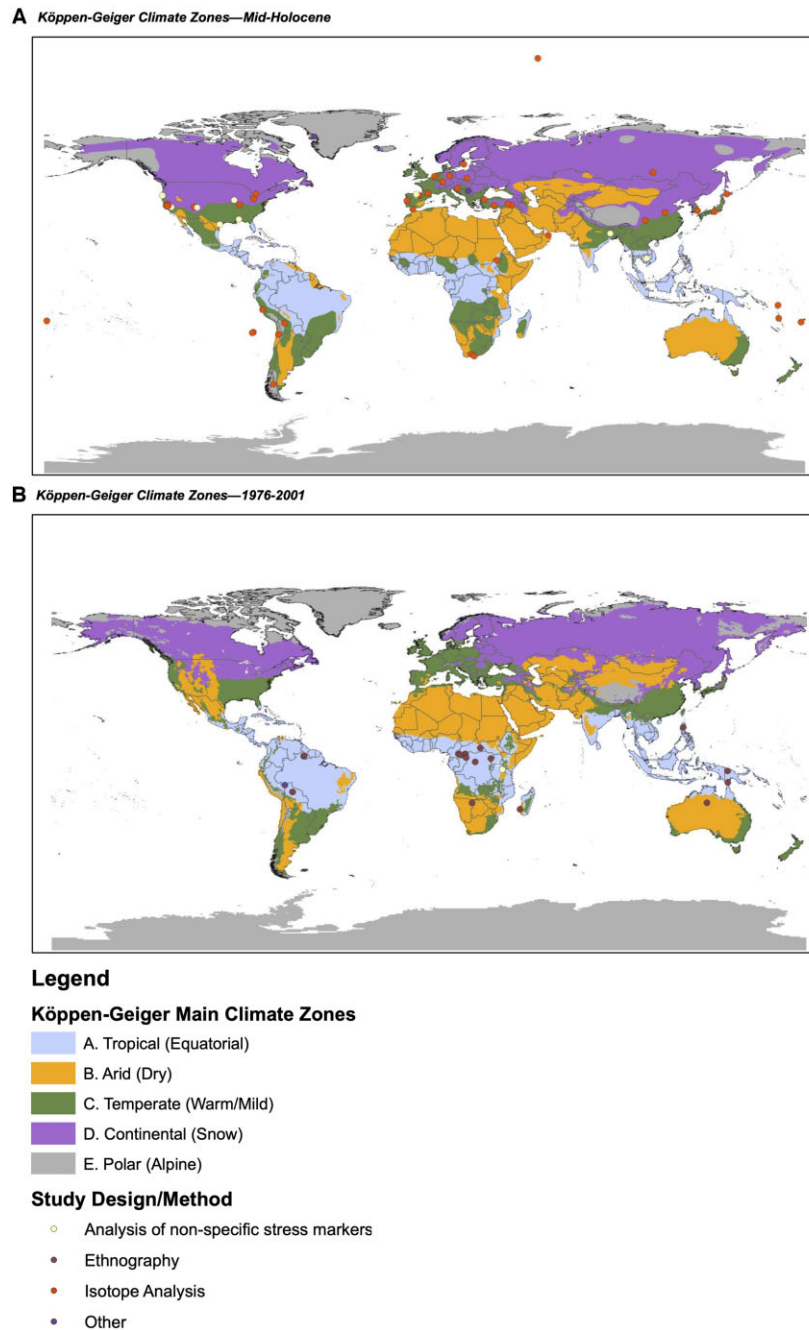 A Köppen-Geiger Climate Zones—Mid-Holocene
B Köppen-Geiger Climate Zones—1976-2001
Legend
Köppen-Geiger Main Climate Zones
A. Tropical (Equatorial)
B. Arid (Dry)
C. Temperate (Warm/Mild)
D. Continental (Snow)
E. Polar (Alpine)
Study Design/Method
Analysis of non-specific stress markers
Ethnography
Isotope Analysis
Other